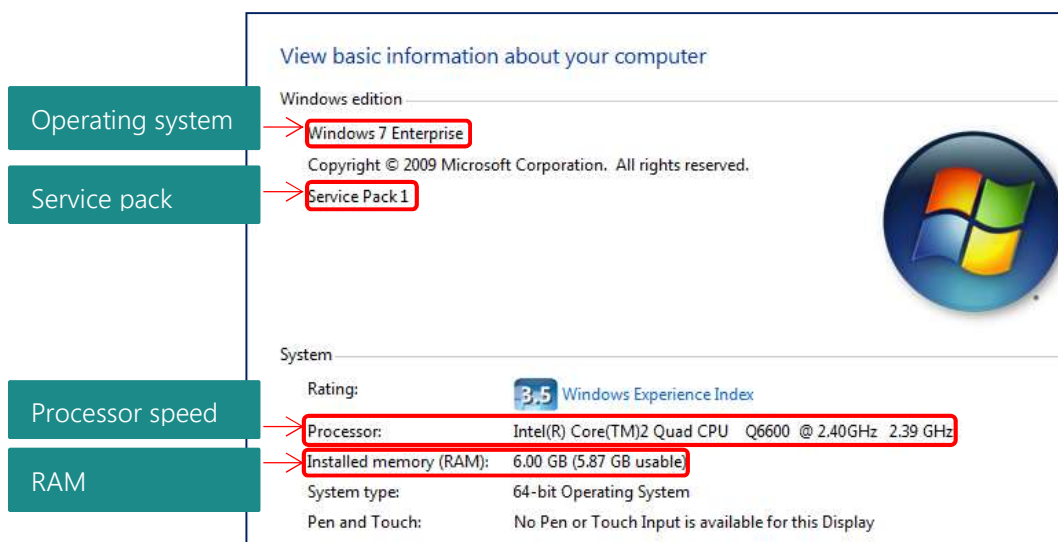 View basic information about your computer
Windows edition
Operating system
Windows 7 Enterprise
Copyright © 2009 Microsoft Corporation. All rights reserved.
Service pack
Service Pack 1
System
Rating:
3.5 Windows Experience Index
Processor speed
Processor: Intel(R) Core(TM)2 Quad CPU Q6600 @ 2.40GHz 2.39 GHz
RAM
Installed memory (RAM): 6.00 GB (5.87 GB usable)
System type: 64-bit Operating System
Pen and Touch: No Pen or Touch Input is available for this Display